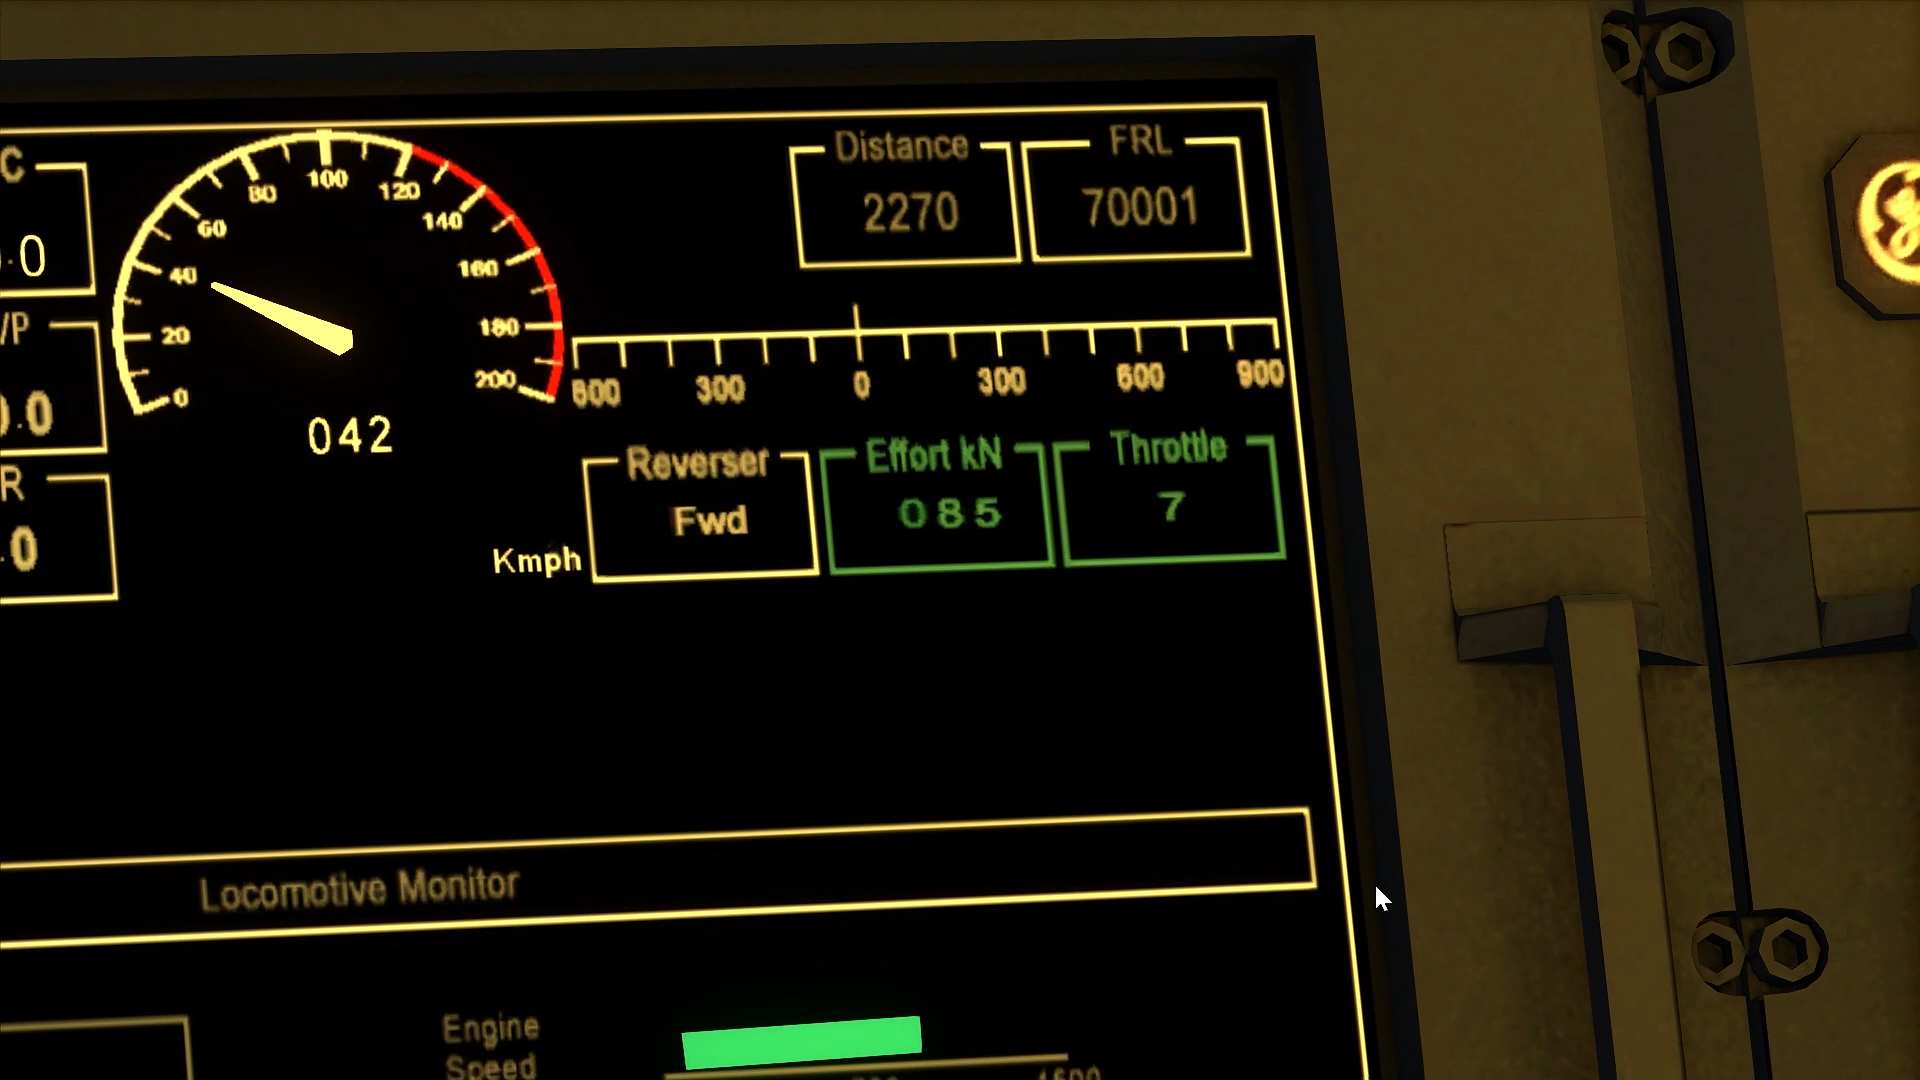 C
.0
/P
0.0
R
.0
0
20
40
60
80
100
120
140
160
180
200
042
Kmph
Distance
2270
FRL
70001
600 300 0 300 600 900
Reverser
Fwd
Effort kN
085
Throttle
7
Locomotive Monitor
Engine
Speed